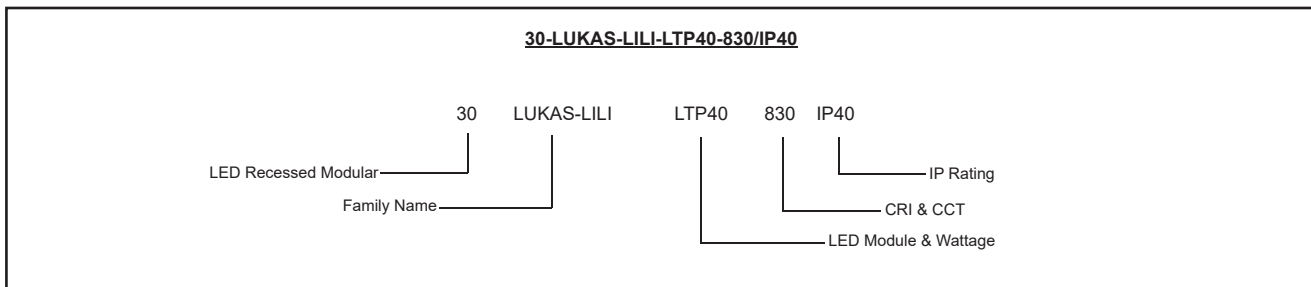 30-LUKAS-LILI-LTP40-830/IP40
30 LUKAS-LILI LTP40 830 IP40
LED Recessed Modular
IP Rating
Family Name
CRI & CCT
LED Module & Wattage